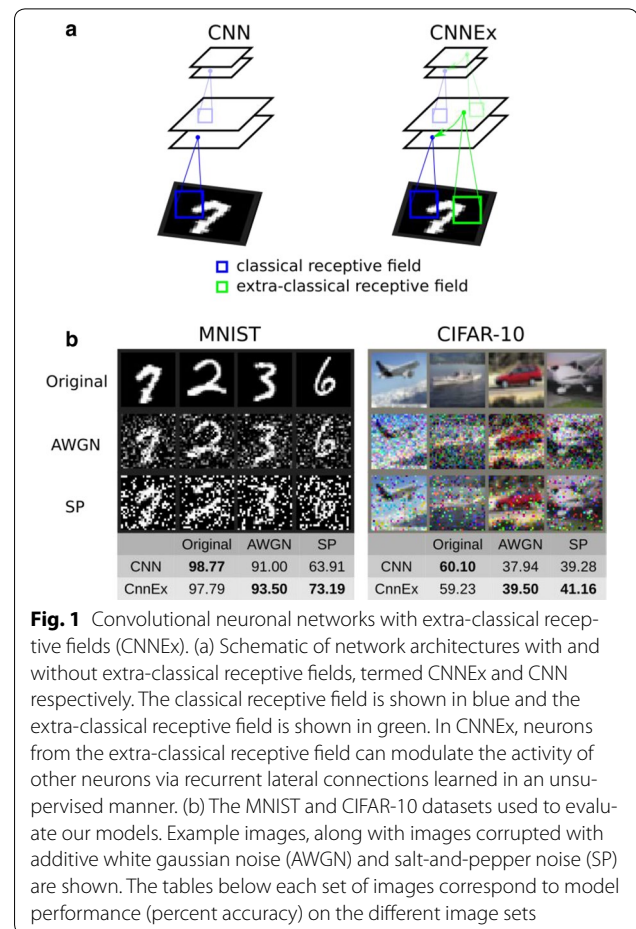 a
CNN
CNNEx
classical receptive field
extra-classical receptive field
b
MNIST
CIFAR-10
Original
AWGN
SP
Original AWGN SP
CNN 98.77 91.00 63.91
CnnEx 97.79 93.50 73.19
Original AWGN SP
CNN 60.10 37.94 39.28
CnnEx 59.23 39.50 41.16
Fig. 1 Convolutional neuronal networks with extra-classical recep-
tive fields (CNNEx). (a) Schematic of network architectures with and
without extra-classical receptive fields, termed CNNEx and CNN
respectively. The classical receptive field is shown in blue and the
extra-classical receptive field is shown in green. In CNNEx, neurons
from the extra-classical receptive field can modulate the activity of
other neurons via recurrent lateral connections learned in an unsu-
pervised manner. (b) The MNIST and CIFAR-10 datasets used to evalu-
ate our models. Example images, along with images corrupted with
additive white gaussian noise (AWGN) and salt-and-pepper noise (SP)
are shown. The tables below each set of images correspond to model
performance (percent accuracy) on the different image sets